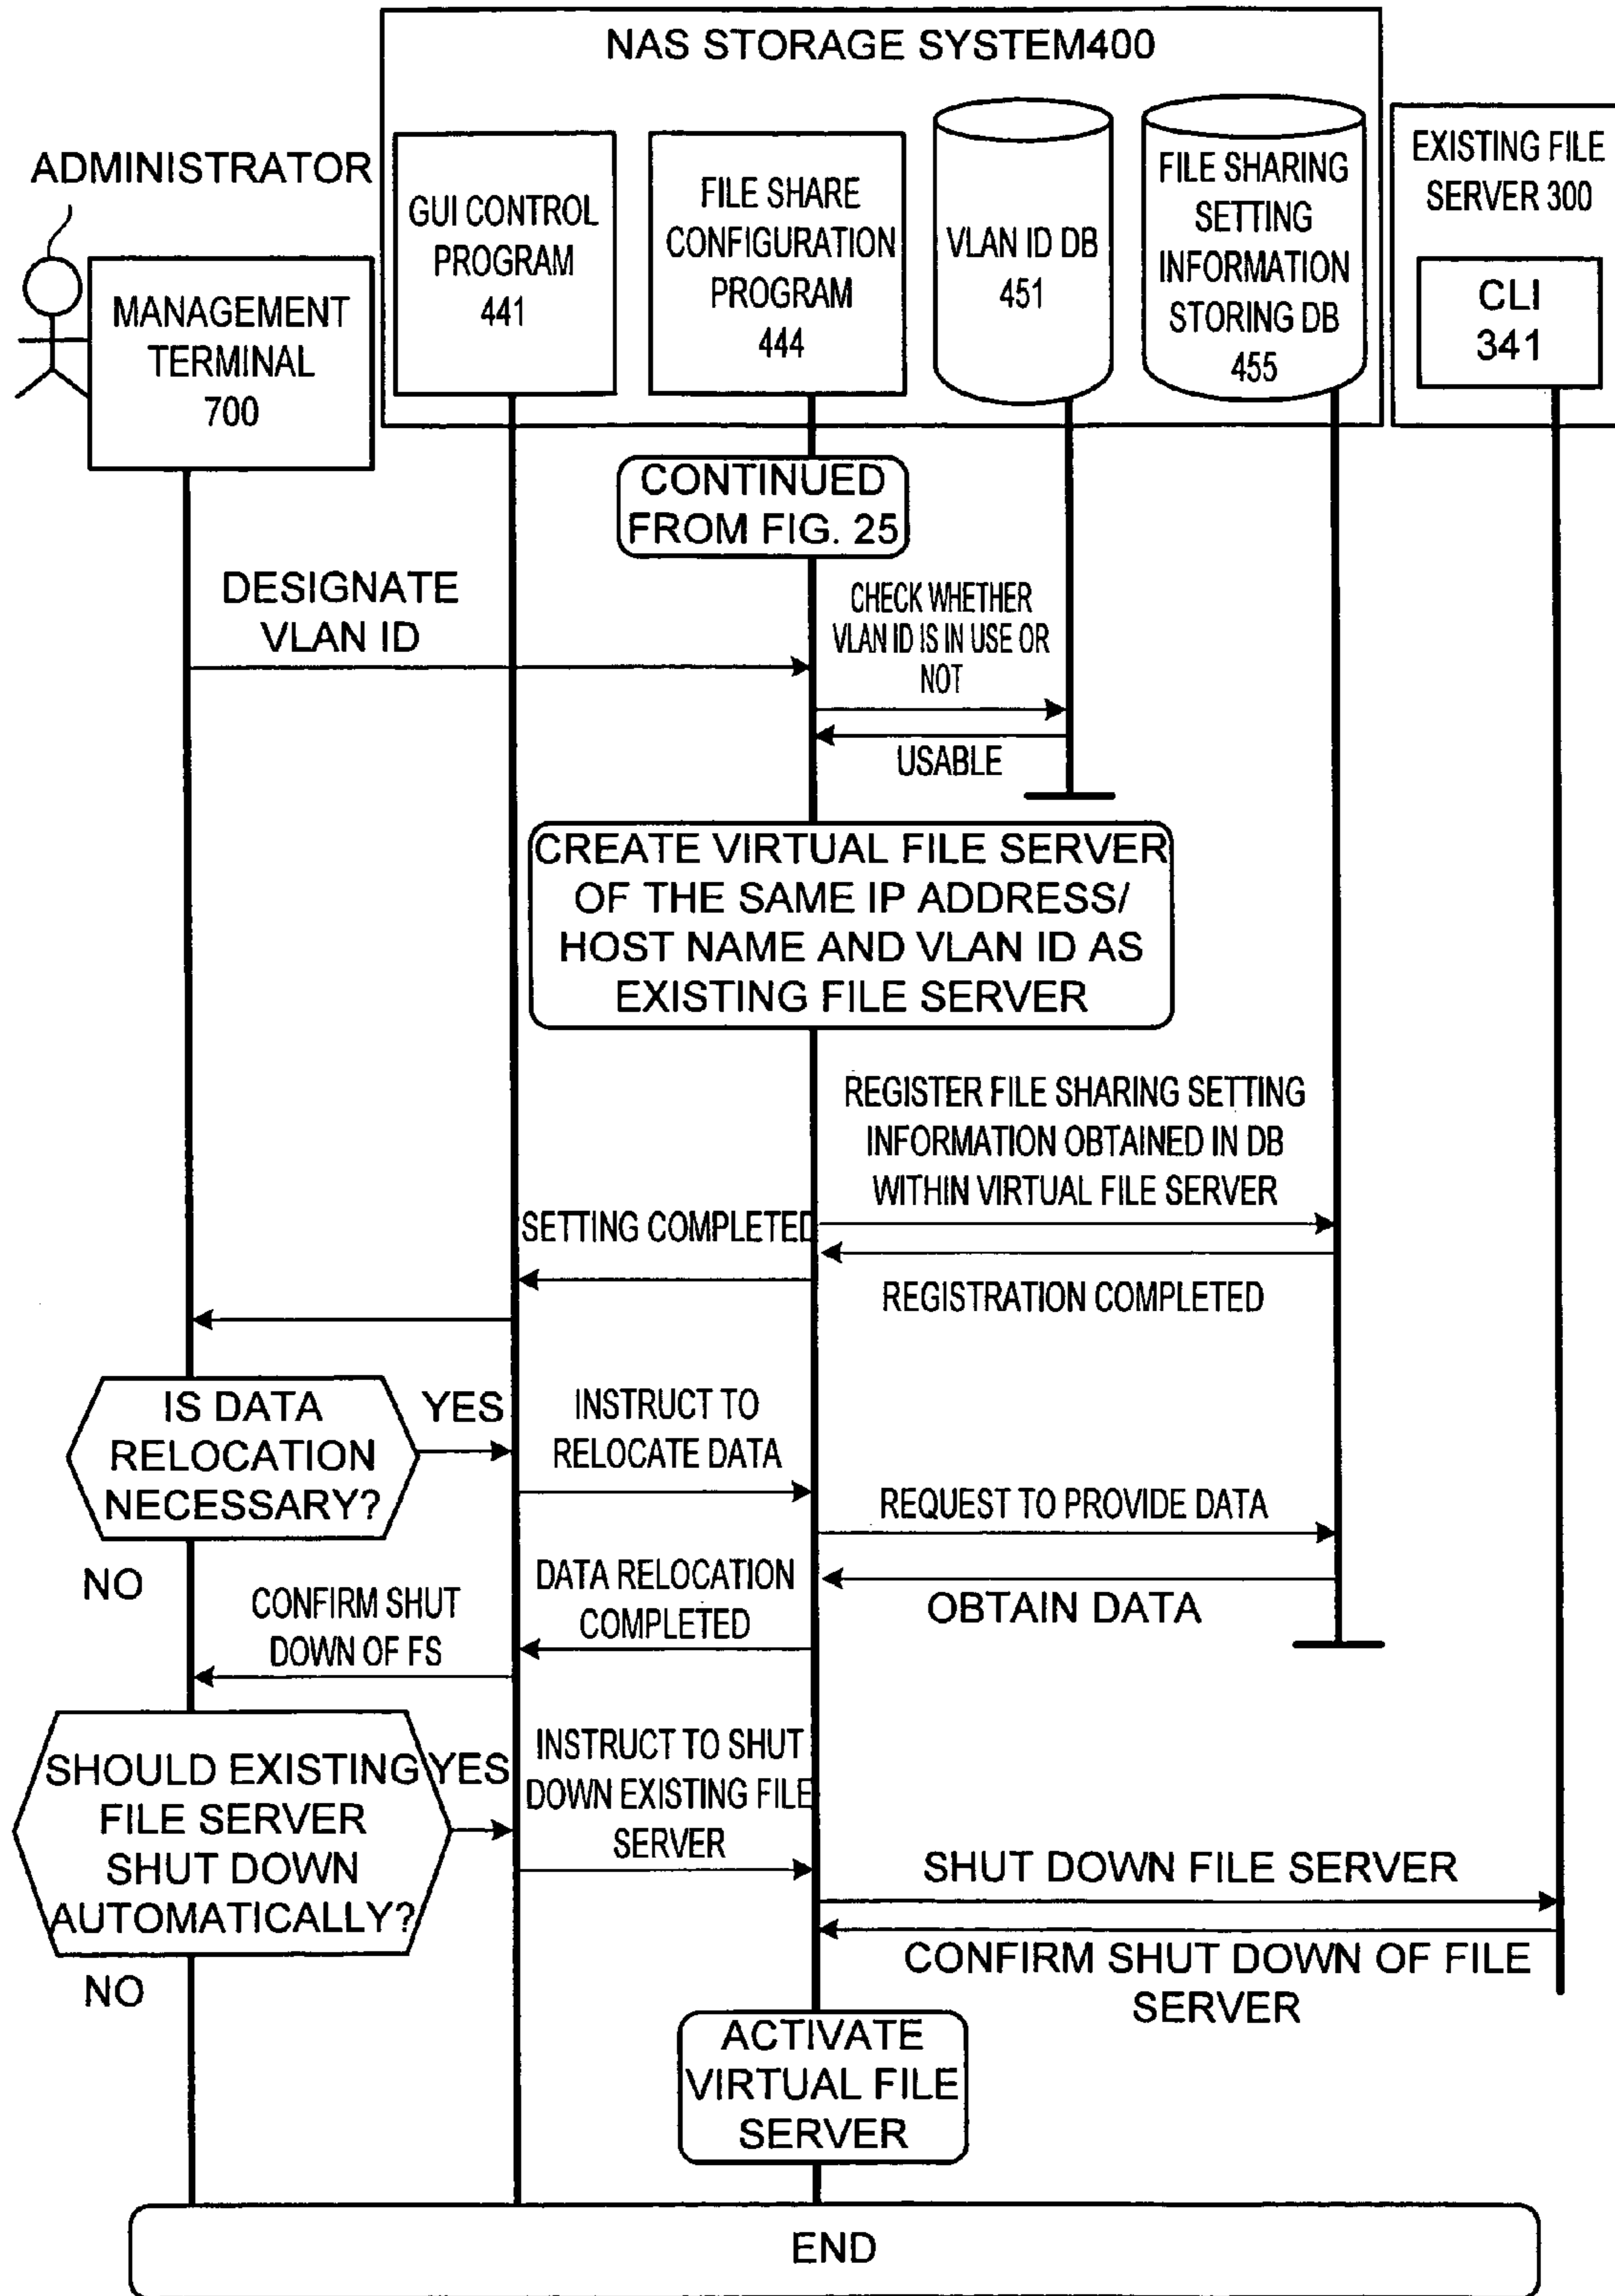 NAS STORAGE SYSTEM400
ADMINISTRATOR
MANAGEMENT
TERMINAL
700
GUI CONTROL
PROGRAM
441
FILE SHARE
CONFIGURATION
PROGRAM
444
VLAN ID DB
451
FILE SHARING
SETTING
INFORMATION
STORING DB
455
EXISTING FILE
SERVER 300
CLI
341
CONTINUED
FROM FIG. 25
DESIGNATE
VLAN ID
CHECK WHETHER
VLAN ID IS IN USE OR
NOT
USABLE
CREATE VIRTUAL FILE SERVER
OF THE SAME IP ADDRESS/
HOST NAME AND VLAN ID AS
EXISTING FILE SERVER
REGISTER FILE SHARING SETTING
INFORMATION OBTAINED IN DB
WITHIN VIRTUAL FILE SERVER
SETTING COMPLETED
REGISTRATION COMPLETED
IS DATA
RELOCATION
NECESSARY?
YES
INSTRUCT TO
RELOCATE DATA
REQUEST TO PROVIDE DATA
NO
DATA RELOCATION
COMPLETED
OBTAIN DATA
CONFIRM SHUT
DOWN OF FS
SHOULD EXISTING
FILE SERVER
SHUT DOWN
AUTOMATICALLY?
YES
INSTRUCT TO SHUT
DOWN EXISTING FILE
SERVER
SHUT DOWN FILE SERVER
CONFIRM SHUT DOWN OF FILE
SERVER
NO
ACTIVATE
VIRTUAL FILE
SERVER
END